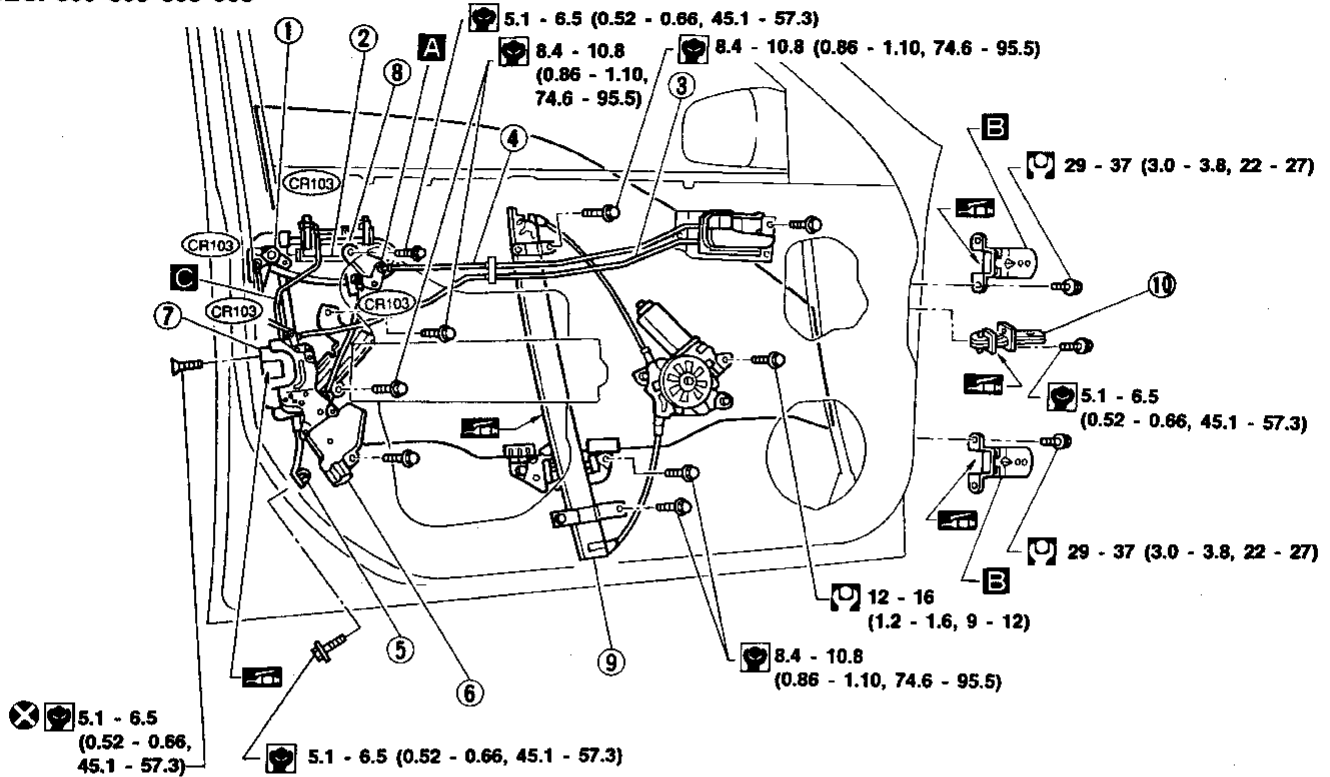 1
2
8
A
5.1 - 6.5 (0.52 - 0.66, 45.1 - 57.3)
8.4 - 10.8
(0.86 - 1.10,
74.6 - 95.5)
8.4 - 10.8 (0.86 - 1.10, 74.6 - 95.5)
3
4
B
29 - 37 (3.0 - 3.8, 22 - 27)
CR103
CR103
C
CR103
CR103
7
10
5.1 - 6.5
(0.52 - 0.66, 45.1 - 57.3)
29 - 37 (3.0 - 3.8, 22 - 27)
B
12 - 16
(1.2 - 1.6, 9 - 12)
5
6
9
8.4 - 10.8
(0.86 - 1.10, 74.6 - 95.5)
5.1 - 6.5
(0.52 - 0.66,
45.1 - 57.3)
5.1 - 6.5 (0.52 - 0.66, 45.1 - 57.3)